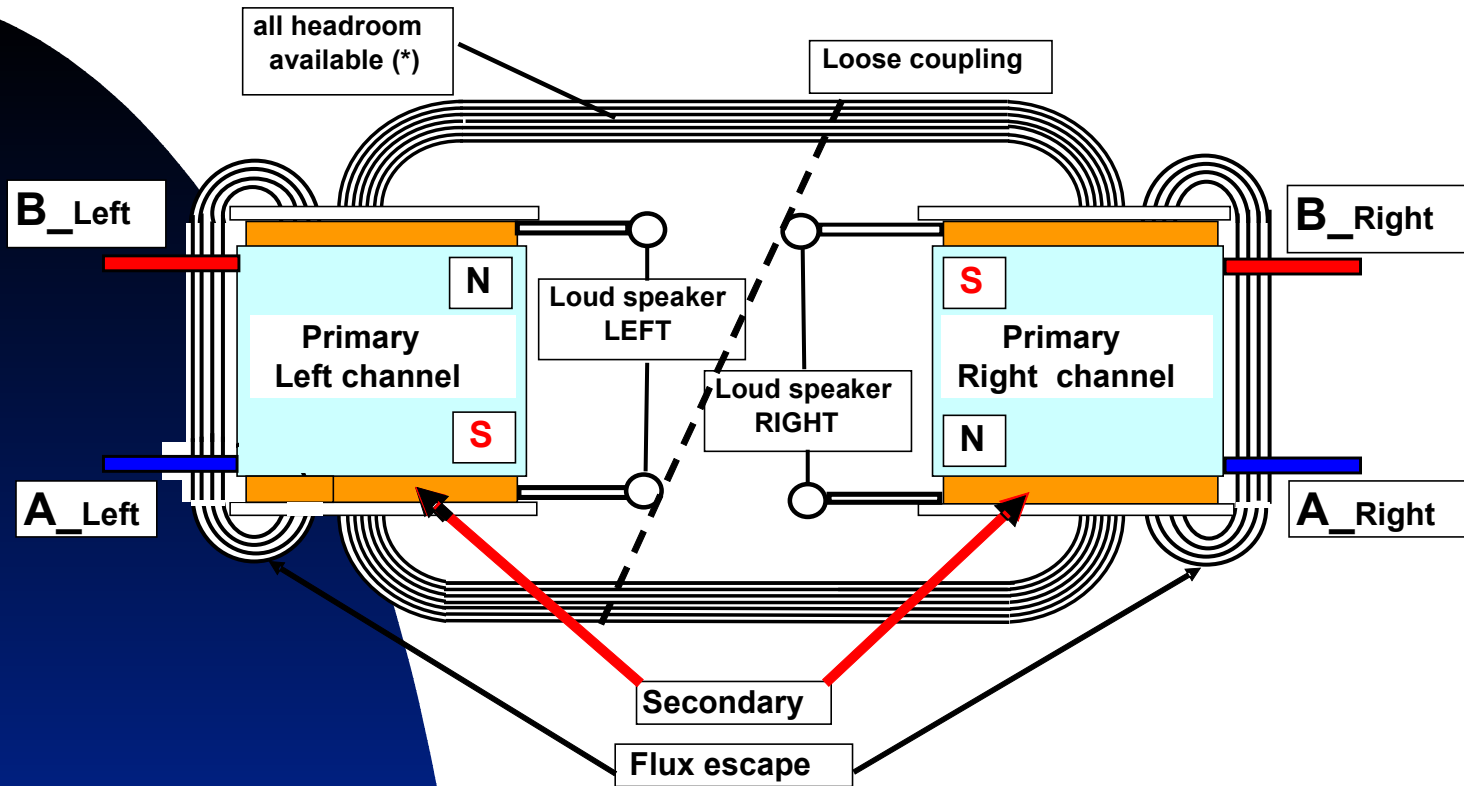 all headroom
available (*)
Loose coupling
B_Left
B_Right
N
S
Loud speaker
LEFT
Primary
Left channel
Primary
Right channel
Loud speaker
RIGHT
S
N
A_Left
A_Right
Secondary
Flux escape